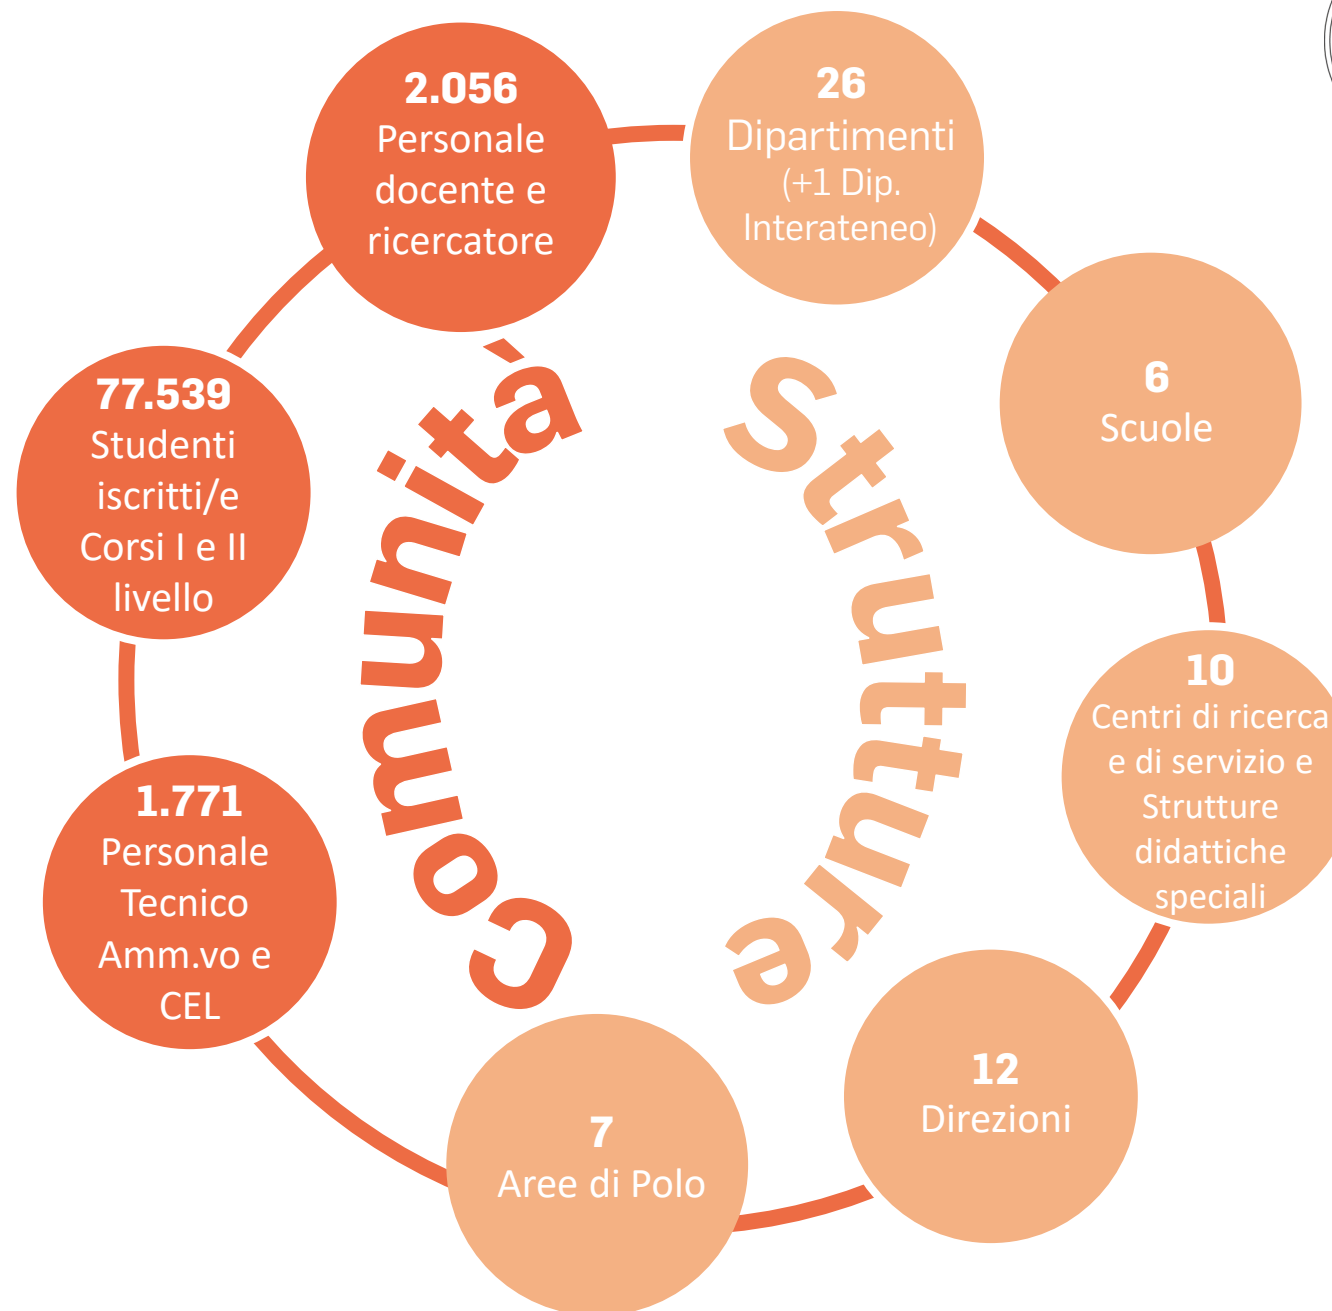 2.056
Personale
docente e
ricercatore
26
Dipartimenti
(+1 Dip.
Interateneo)
6
Scuole
77.539
Studenti
iscritti/e
Corsi I e II
livello
Comunità
Strutture
10
Centri di ricerca
e di servizio e
Strutture
didattiche
speciali
1.771
Personale
Tecnico
Amm.vo e
CEL
12
Direzioni
7
Aree di Polo